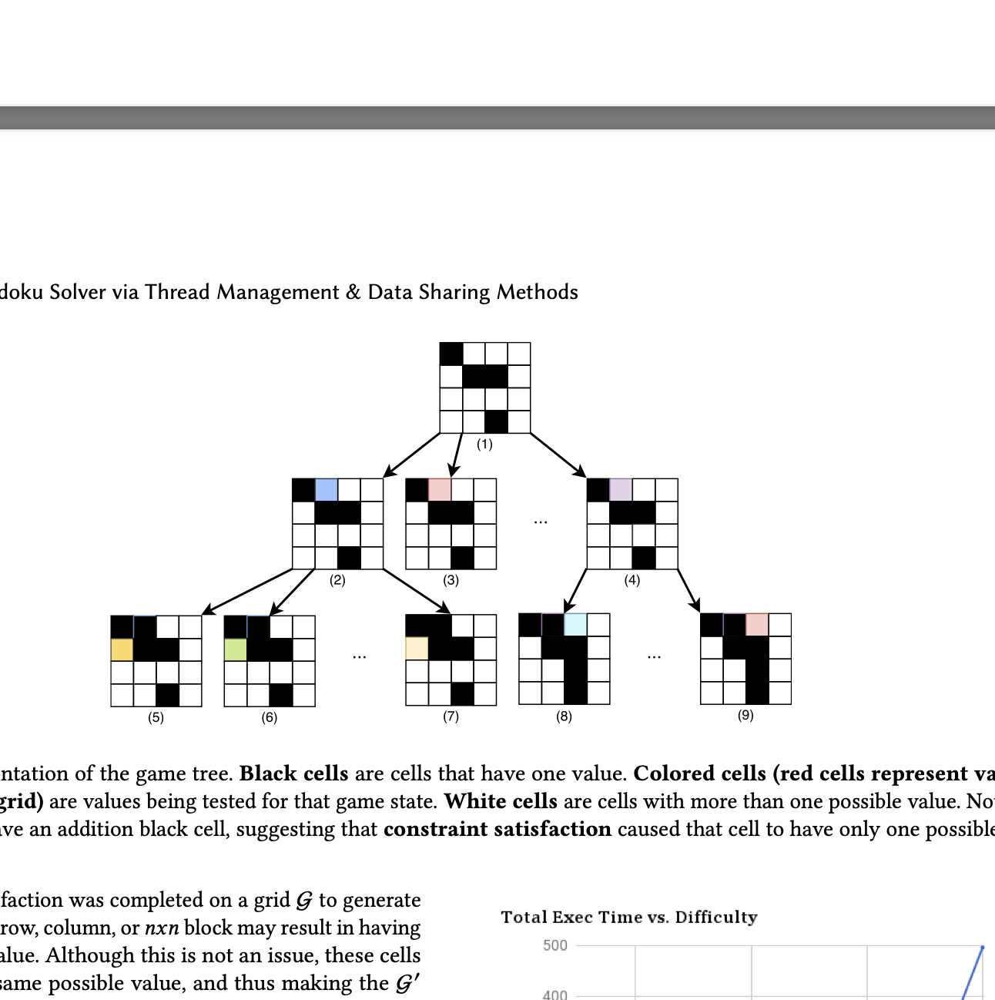 doku Solver via Thread Management & Data Sharing Methods
(1)
...
(2)
(3)
(4)
...
...
(5)
(6)
(7)
(8)
(9)
ntation of the game tree. Black cells are cells that have one value. Colored cells (red cells represent va
grid) are values being tested for that game state. White cells are cells with more than one possible value. No
ve an addition black cell, suggesting that constraint satisfaction caused that cell to have only one possible
faction was completed on a grid 𝒢 to generate
row, column, or nxn block may result in having
alue. Although this is not an issue, these cells
same possible value, and thus making the 𝒢′
Total Exec Time vs. Difficulty
500
400